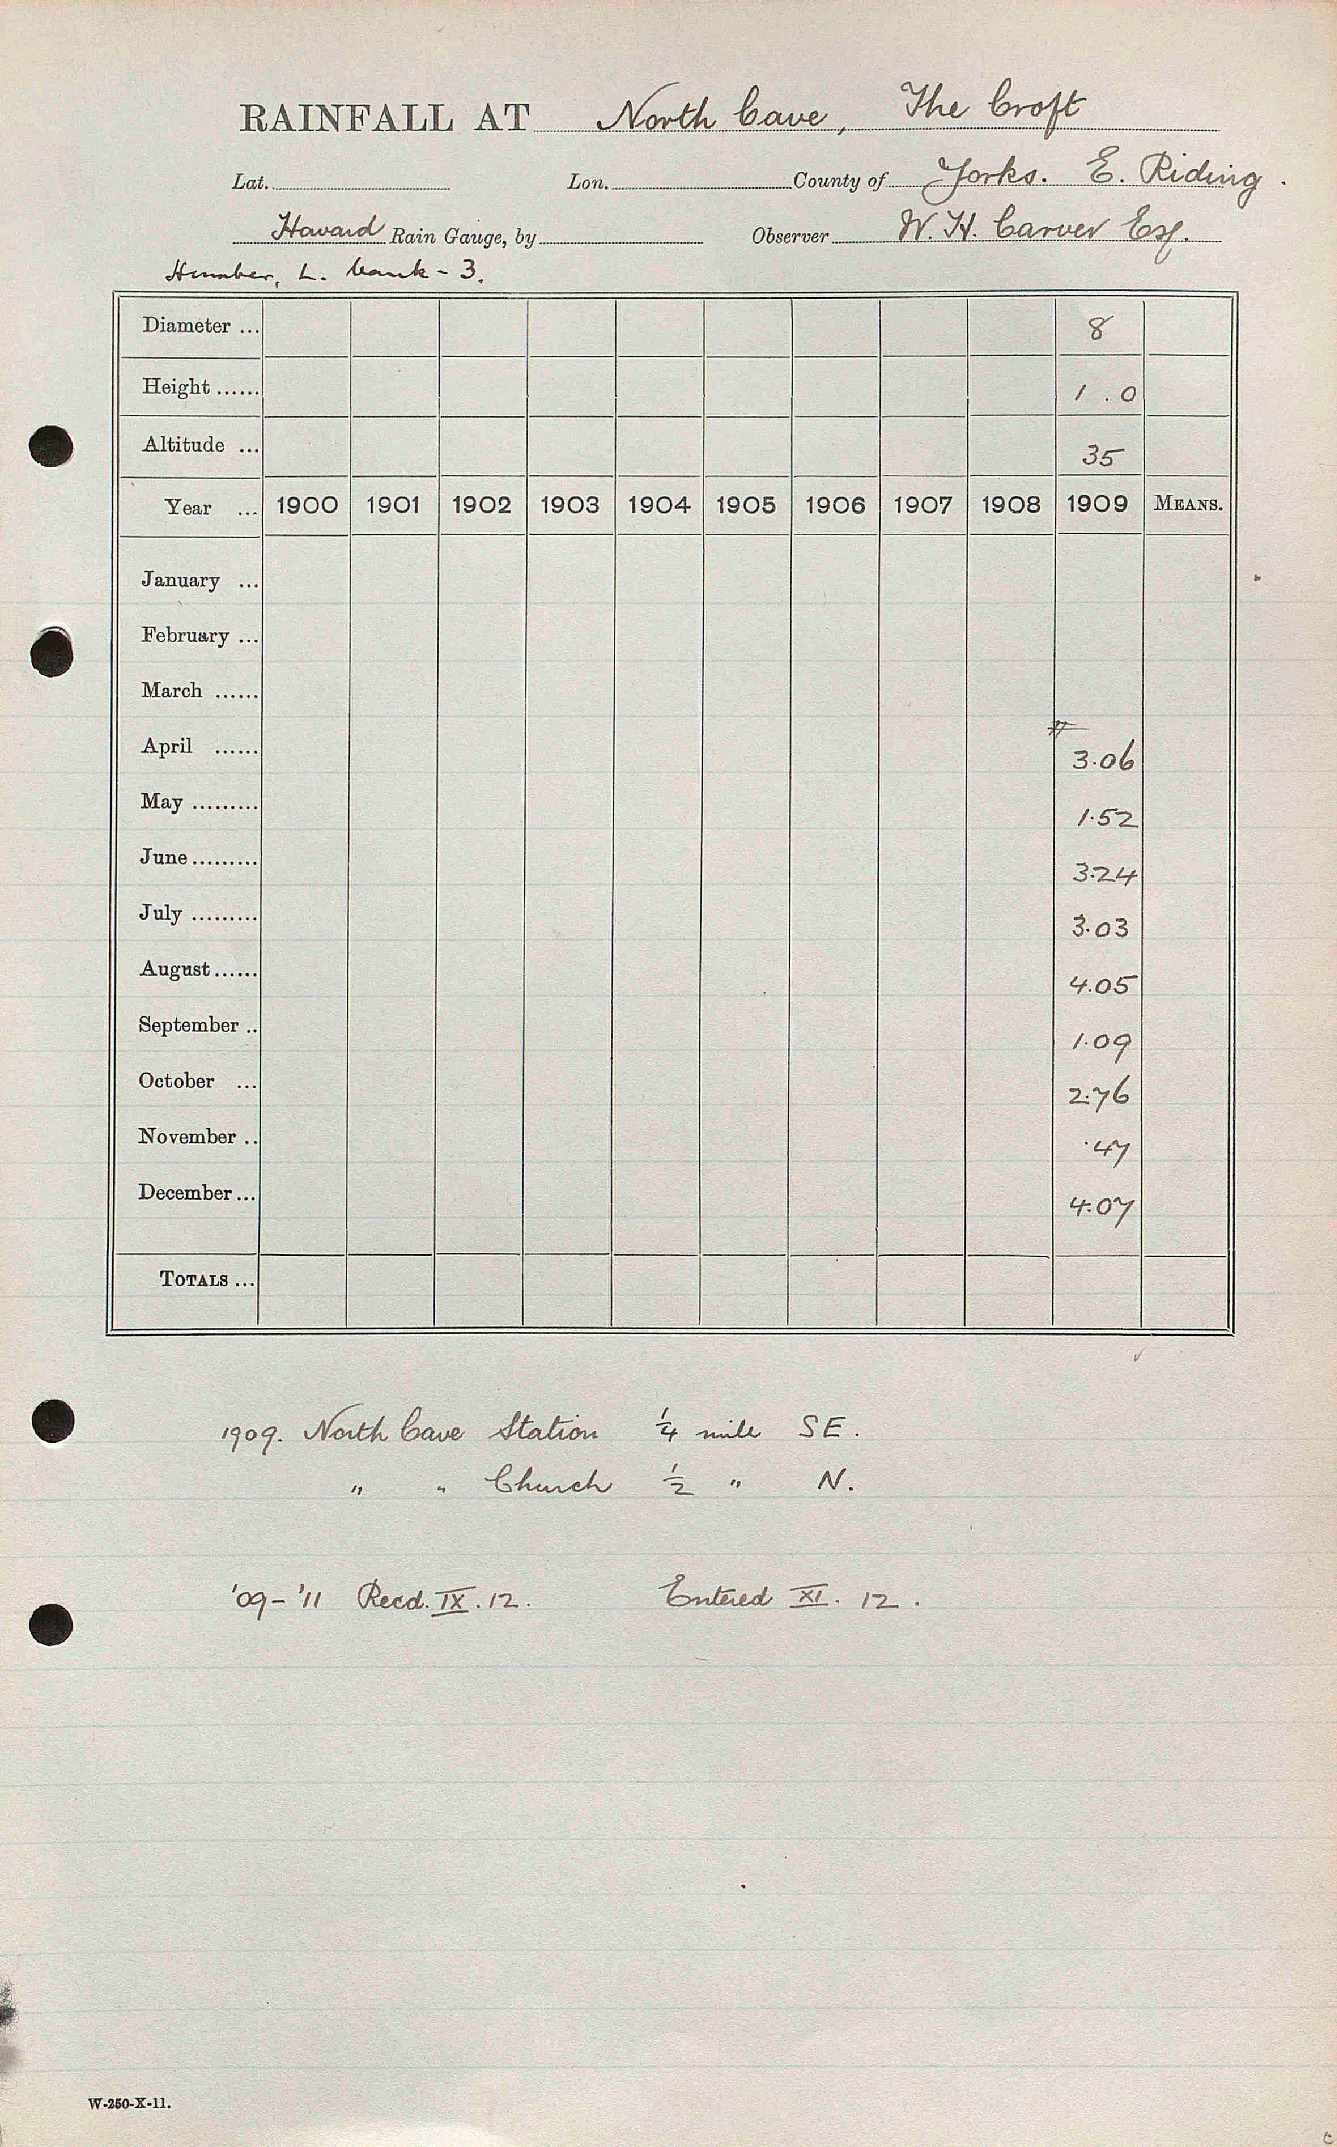 RAINFALL AT North Cave, The Croft
Lat. Lon. County of Yorks. E. Riding.
Howard Rain Gauge, by Observer W. H. Carver Esq.
Humber, L. bank - 3.
Diameter ... 8
Height ...... 1 . 0
Altitude ... 35
Year ... 1900 1901 1902 1903 1904 1905 1906 1907 1908 1909 MEANS.
January ...
February ...
March ......
April ...... 3.06
May ......... 1.52
June ......... 3.24
July ......... 3.03
August ...... 4.05
September .. 1.09
October ... 2.76
November .. .47
December ... 4.07
TOTALS ...
1909. North Cave Station 1/4 mile SE.
" " Church 1/2 " N.
'09-'11 Recd. IX. 12. Entered XI. 12.
W-250-X-11.